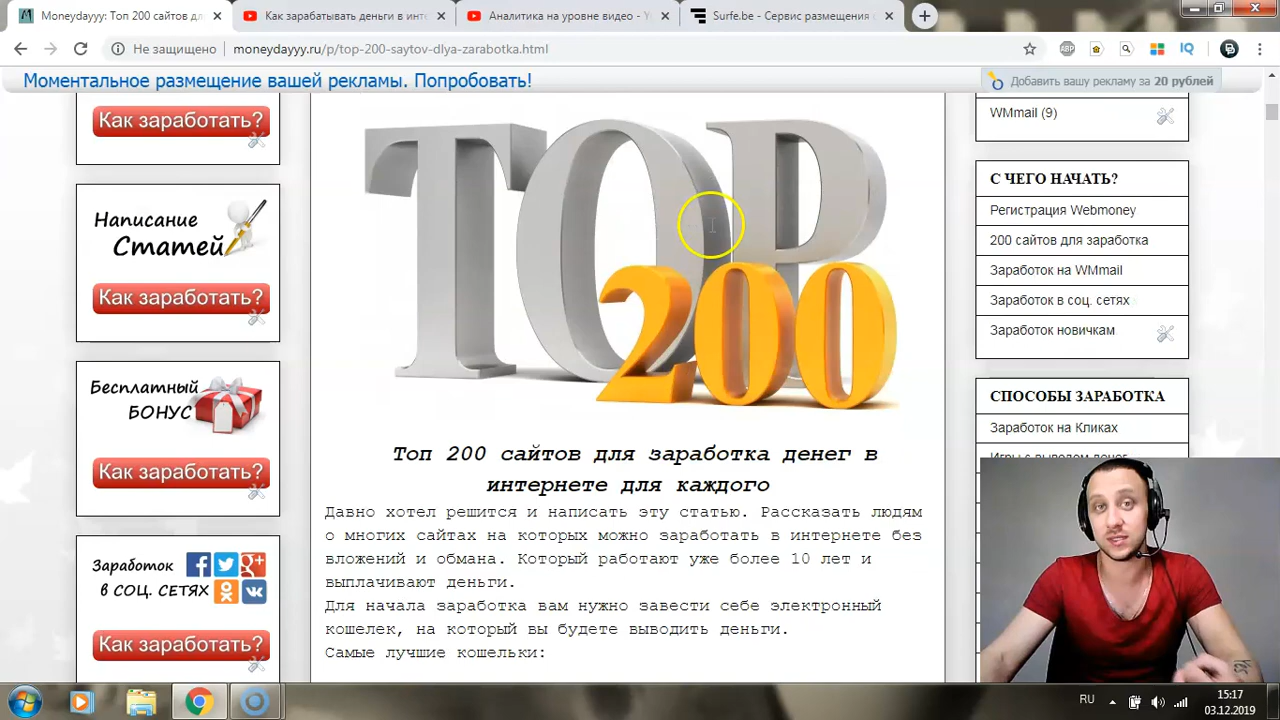 Moneydayyy: Топ 200 сайтов дл
Как зарабатывать деньги в инте
Аналитика на уровне видео - Yo
Surfe.be - Сервис размещения
Не защищено
moneydayyy.ru/p/top-200-saytov-dlya-zarabotka.html
ABP
IQ
Моментальное размещение вашей рекламы. Попробовать!
Добавить вашу рекламу за 20 рублей
Как заработать?
Написание
Статей
Как заработать?
Бесплатный
БОНУС
Как заработать?
Заработок
в СОЦ. СЕТЯХ
Как заработать?
TOP
200
Топ 200 сайтов для заработка денег в
интернете для каждого
Давно хотел решится и написать эту статью. Рассказать людям
о многих сайтах на которых можно заработать в интернете без
вложений и обмана. Который работают уже более 10 лет и
выплачивают деньги.
Для начала заработка вам нужно завести себе электронный
кошелек, на который вы будете выводить деньги.
Самые лучшие кошельки:
WMmail (9)
С ЧЕГО НАЧАТЬ?
Регистрация Webmoney
200 сайтов для заработка
Заработок на WMmail
Заработок в соц. сетях
Заработок новичкам
СПОСОБЫ ЗАРАБОТКА
Заработок на Кликах
Игры с выводом денег
RU
15:17
03.12.2019